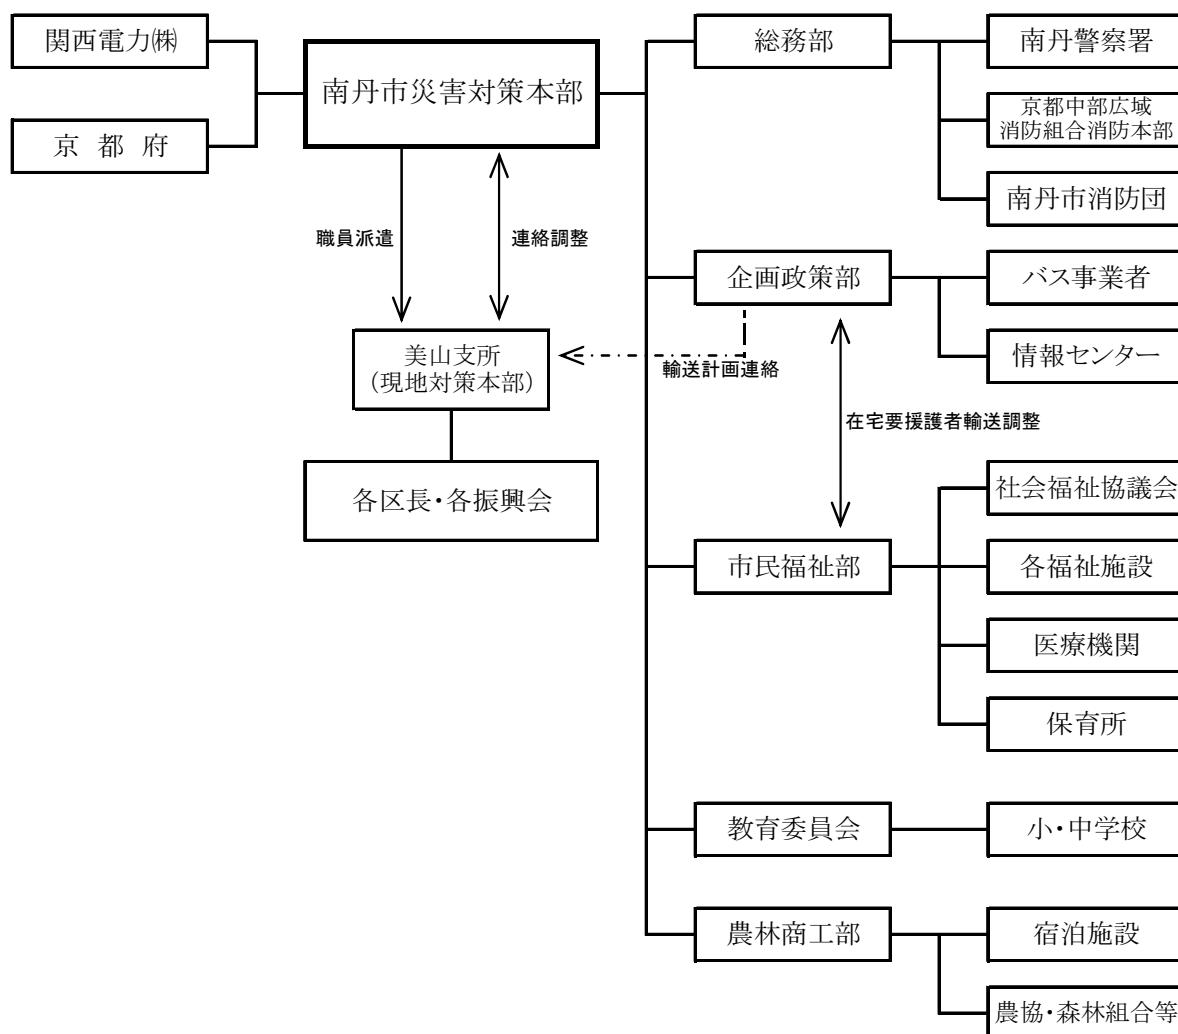 関西電力㈱
京都府
南丹市災害対策本部
職員派遣
連絡調整
美山支所
（現地対策本部）
各区長・各振興会
総務部
南丹警察署
京都中部広域
消防組合消防本部
南丹市消防団
企画政策部
バス事業者
情報センター
輸送計画連絡
在宅要援護者輸送調整
市民福祉部
社会福祉協議会
各福祉施設
医療機関
保育所
教育委員会
小・中学校
農林商工部
宿泊施設
農協・森林組合等